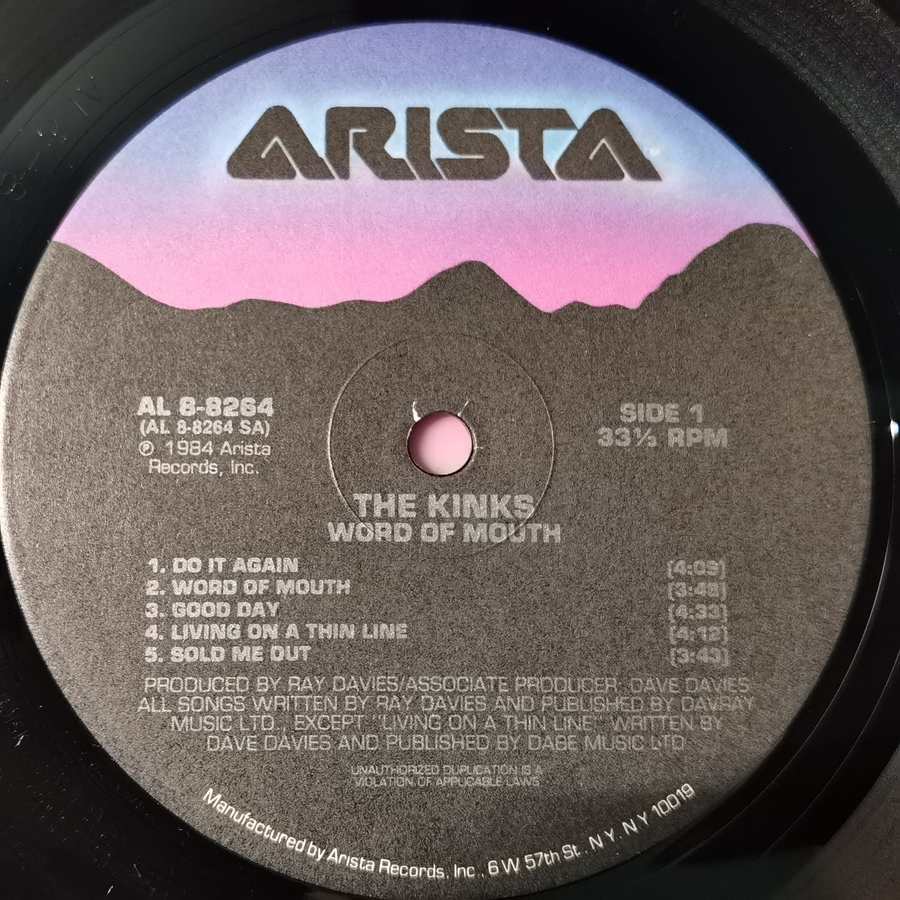 ARISTA
AL 8-8264
(AL 8-8264 SA)
℗ 1984 Arista
Records, Inc.
SIDE 1
33⅓ RPM
THE KINKS
WORD OF MOUTH
1. DO IT AGAIN [4:09]
2. WORD OF MOUTH [3:48]
3. GOOD DAY [4:33]
4. LIVING ON A THIN LINE [4:12]
5. SOLD ME OUT [3:43]
PRODUCED BY RAY DAVIES/ASSOCIATE PRODUCER: DAVE DAVIES
ALL SONGS WRITTEN BY RAY DAVIES AND PUBLISHED BY DAVRAY
MUSIC LTD., EXCEPT "LIVING ON A THIN LINE" WRITTEN BY
DAVE DAVIES AND PUBLISHED BY DABE MUSIC LTD.
UNAUTHORIZED DUPLICATION IS A
VIOLATION OF APPLICABLE LAWS.
Manufactured by Arista Records, Inc., 6 W 57th St. N.Y. N.Y 10019